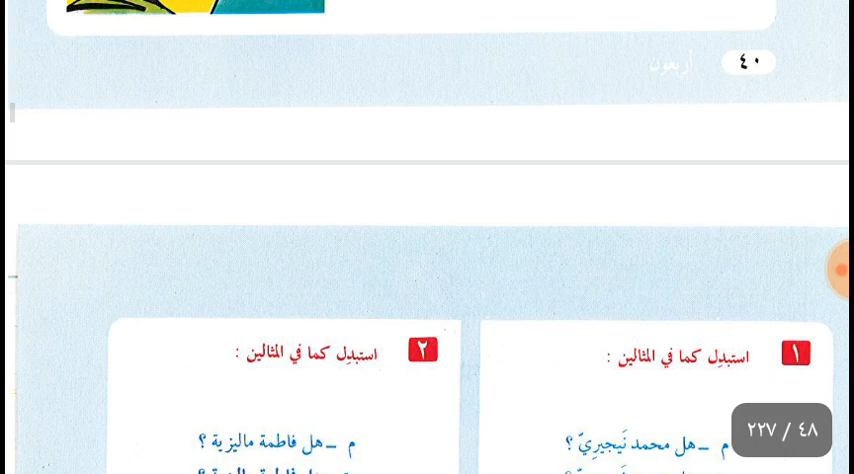 ٤٠ أربعون
١ استبدِل كما في المثالين :
م – هل محمد نَيجيرِيّ ؟
٢ استبدِل كما في المثالين :
م – هل فاطمة ماليزية ؟
٤٨ / ٢٢٧